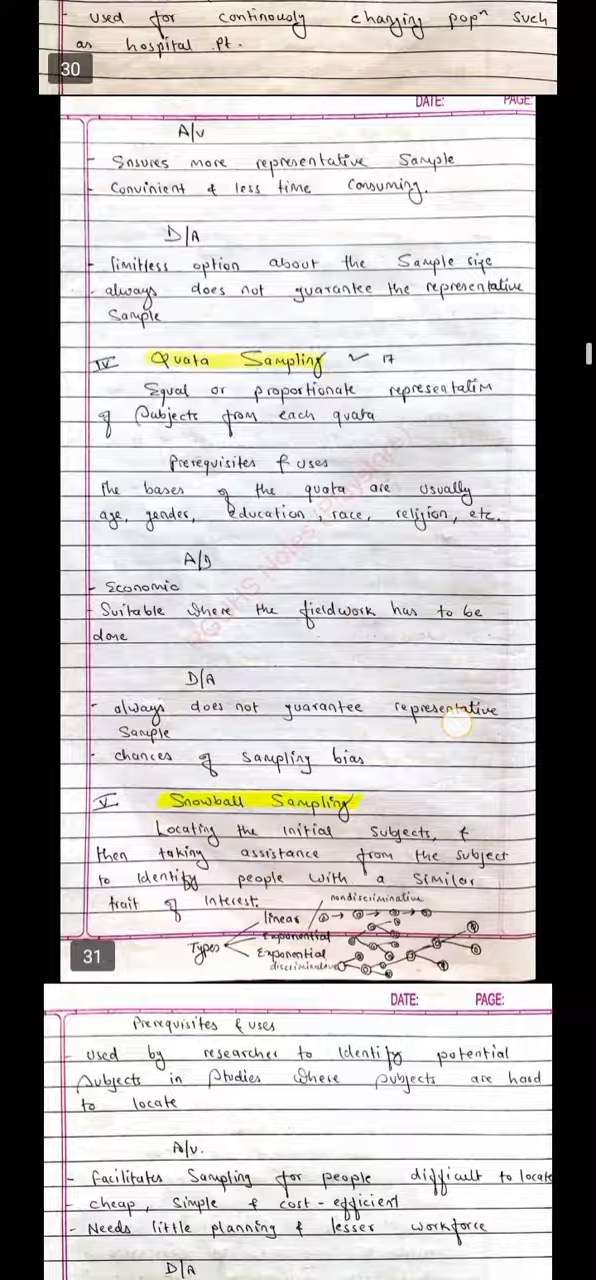 used for continously changing popn such
as hospital pt.
30
DATE: PAGE:
A/v
- Ensures more representative Sample
- Convinient & less time Consuming.
D/A
- limitless option about the Sample size
- always does not guarantee the representative
Sample
IV Quata Sampling ✓ 17
Equal or proportionate representation
of Subjects from each quata
Prerequisites & uses
The bases of the quata are usually
age, gender, education, race, religion, etc.
A/D
- Economic
- Suitable where the fieldwork has to be
done
D/A
- always does not guarantee representative
Sample
- chances of sampling bias
V Snowball Sampling
Locating the initial Subjects, &
then taking assistance from the subject
to identify people with a similar
trait of interest.
nondiscriminative
Types
linear
Exponential
Exponential
discriminative
31
DATE: PAGE:
Prerequisites & uses
- used by researcher to identify potential
Subjects in Studies where subjects are hard
to locate
A/v.
- facilitates Sampling for people difficult to locate
- cheap, simple & cost-efficient
- Needs little planning & lesser workforce
D/A